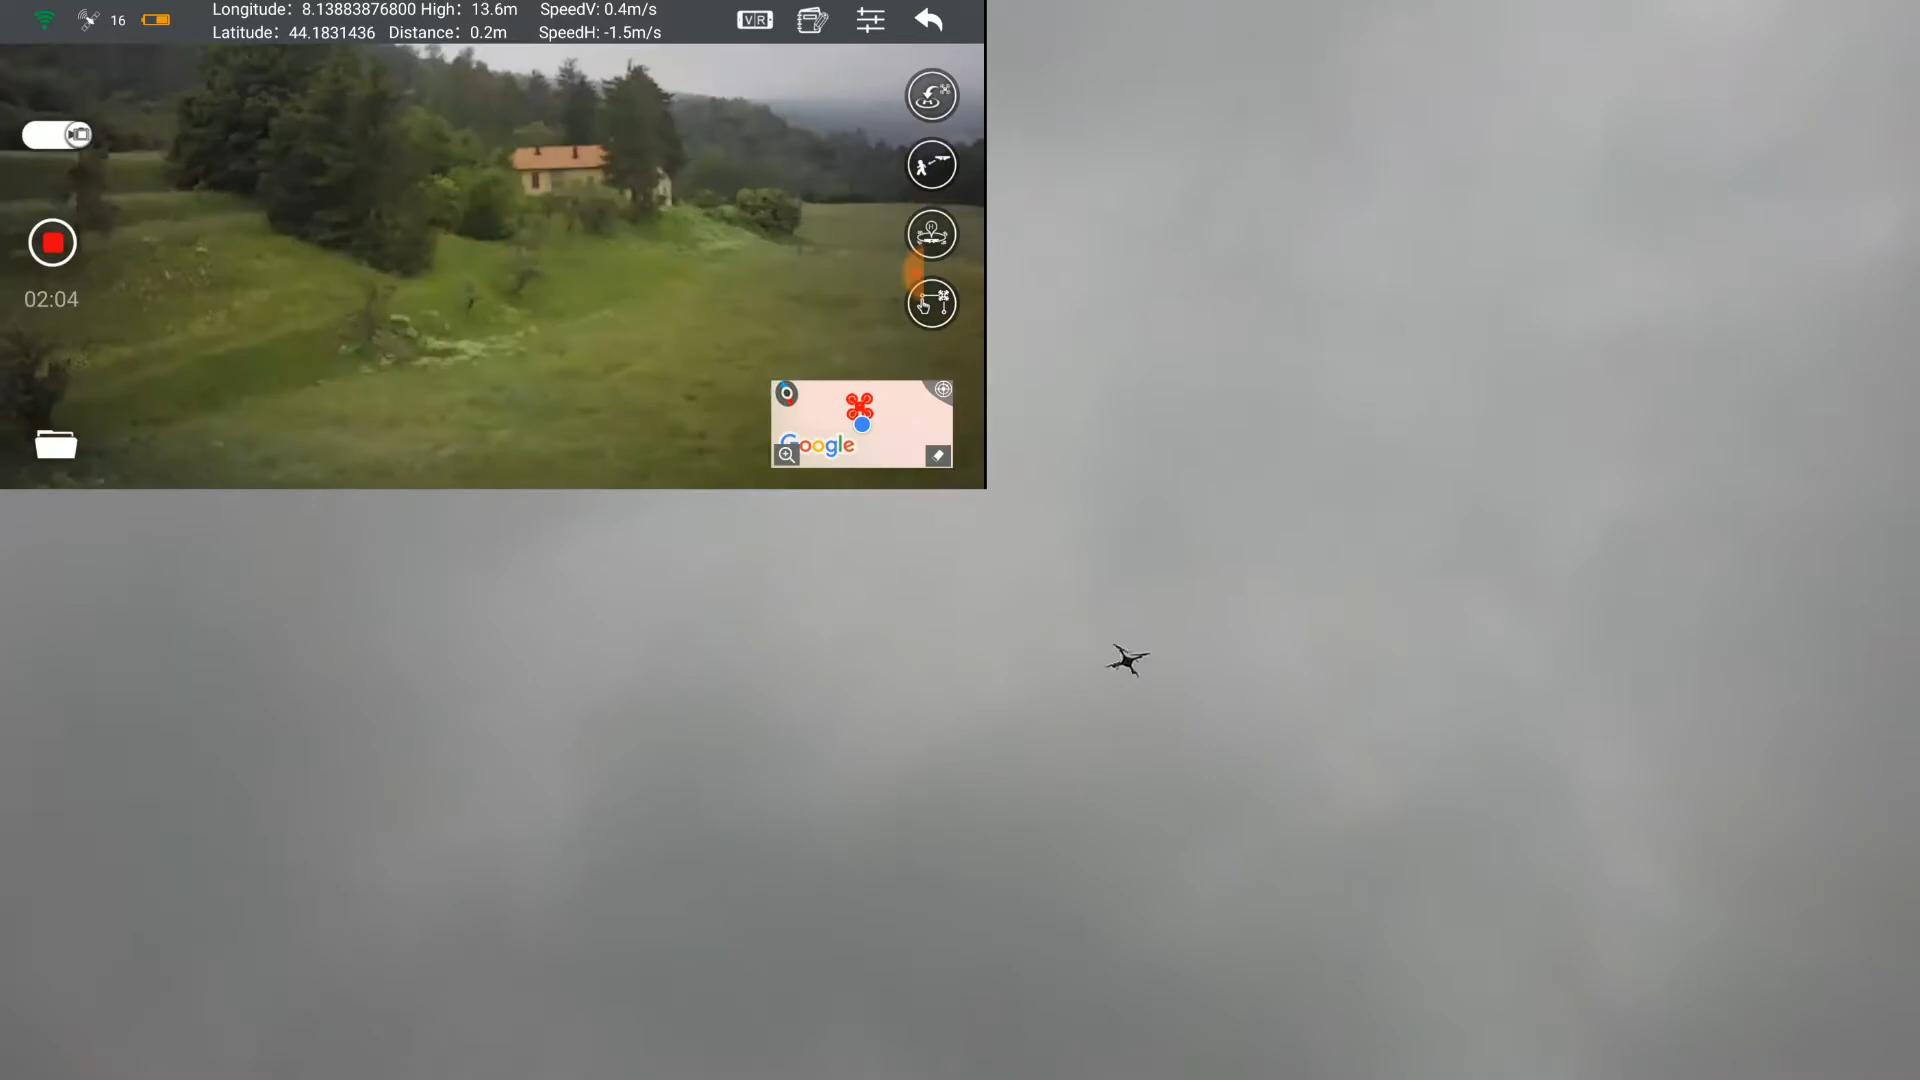 16
Longitude: 8.13883876800 High: 13.6m SpeedV: 0.4m/s
Latitude: 44.1831436 Distance: 0.2m SpeedH: -1.5m/s
VR
02:04
H
Google